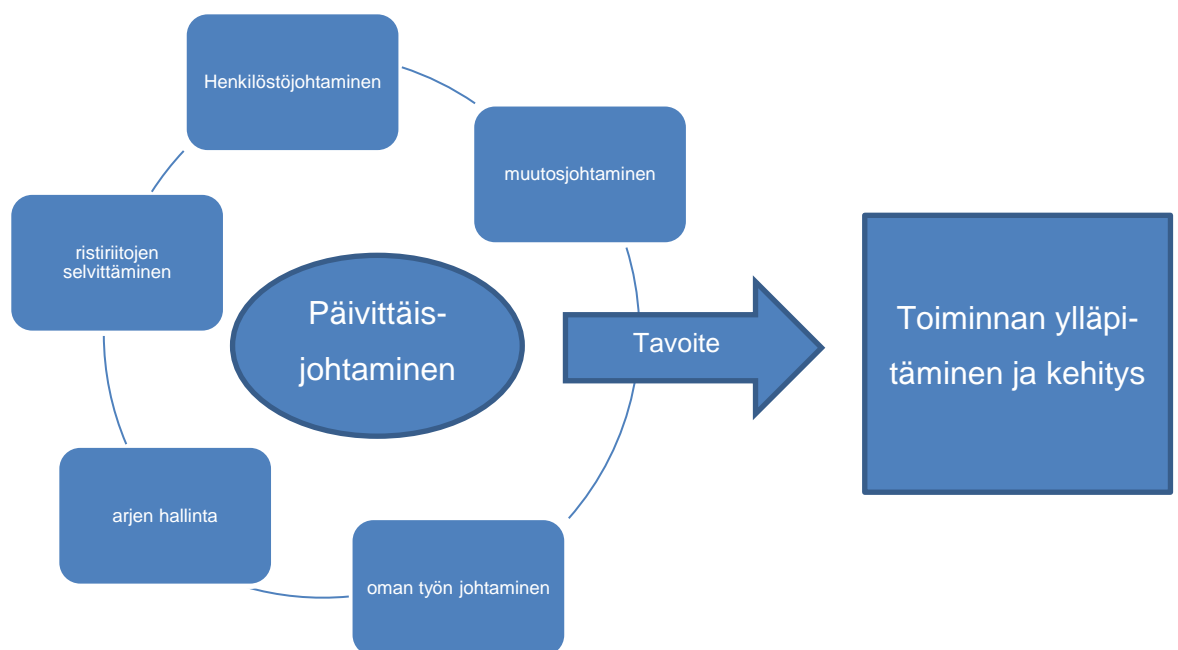 Henkilöstöjohtaminen
muutosjohtaminen
ristiriitojen
selvittäminen
Päivittäis-
johtaminen
Tavoite
Toiminnan ylläpi-
täminen ja kehitys
arjen hallinta
oman työn johtaminen